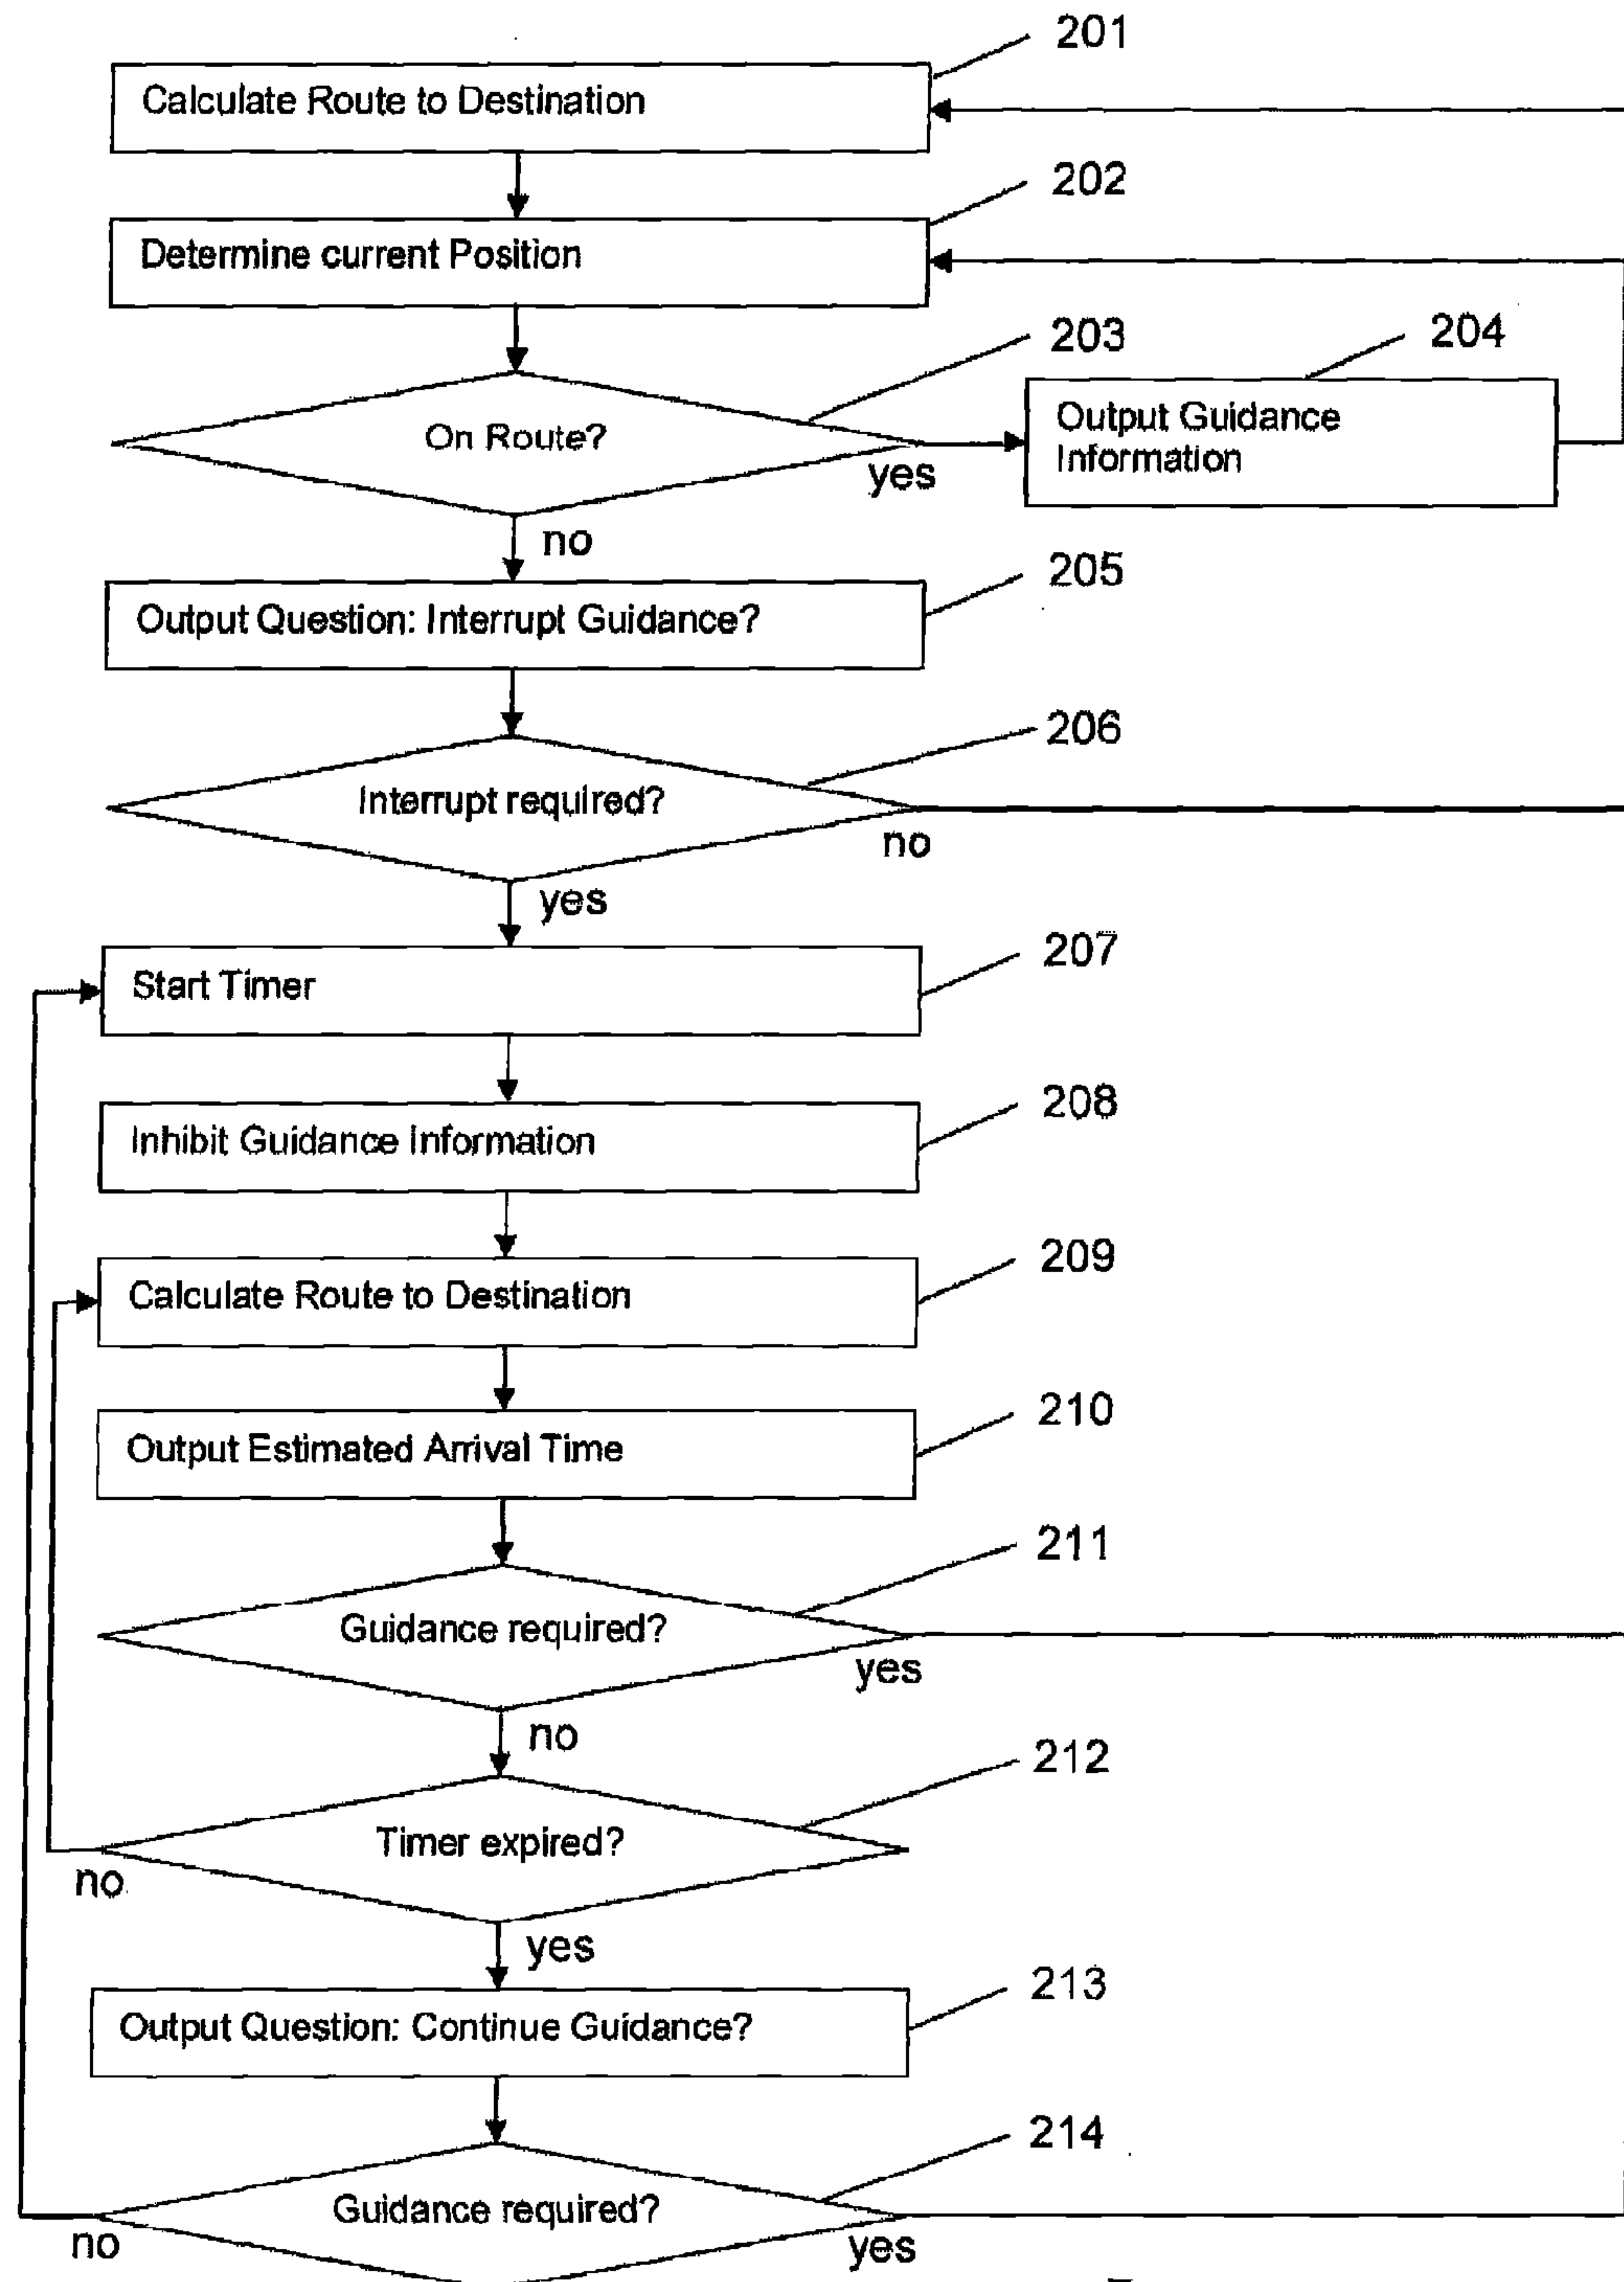 201
Calculate Route to Destination
202
Determine current Position
203
204
On Route?
Output Guidance
Information
yes
no
205
Output Question: Interrupt Guidance?
206
Interrupt required?
no
yes
207
Start Timer
208
Inhibit Guidance Information
209
Calculate Route to Destination
210
Output Estimated Arrival Time
211
Guidance required?
yes
no
212
Timer expired?
no
yes
213
Output Question: Continue Guidance?
214
Guidance required?
no
yes